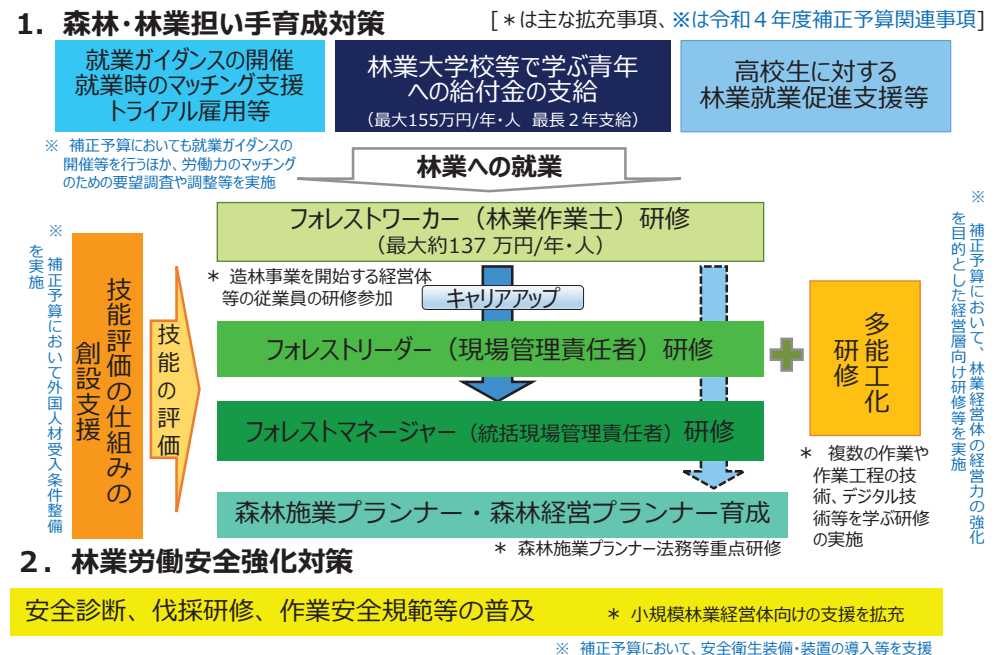 1．森林・林業担い手育成対策
[＊は主な拡充事項、※は令和４年度補正予算関連事項]
就業ガイダンスの開催
就業時のマッチング支援
トライアル雇用等
林業大学校等で学ぶ青年
への給付金の支給
（最大155万円/年・人　最長２年支給）
高校生に対する
林業就業促進支援等
※　補正予算においても就業ガイダンスの
開催等を行うほか、労働力のマッチング
のための要望調査や調整等を実施
林業への就業
フォレストワーカー（林業作業士）研修
（最大約137 万円/年・人）
＊ 造林事業を開始する経営体
等の従業員の研修参加
キャリアアップ
フォレストリーダー（現場管理責任者）研修
フォレストマネージャー（統括現場管理責任者）研修
森林施業プランナー・森林経営プランナー育成
＊ 森林施業プランナー法務等重点研修
※　補正予算において外国人材受入条件整備
を実施
技能評価の仕組みの
創設支援
技能の評価
多能工化
研修
＊　複数の作業や
作業工程の技
術、デジタル技
術等を学ぶ研修
の実施
※　補正予算において、林業経営体の経営力の強化
を目的とした経営層向け研修等を実施
２．林業労働安全強化対策
安全診断、伐採研修、作業安全規範等の普及
＊ 小規模林業経営体向けの支援を拡充
※　補正予算において、安全衛生装備・装置の導入等を支援